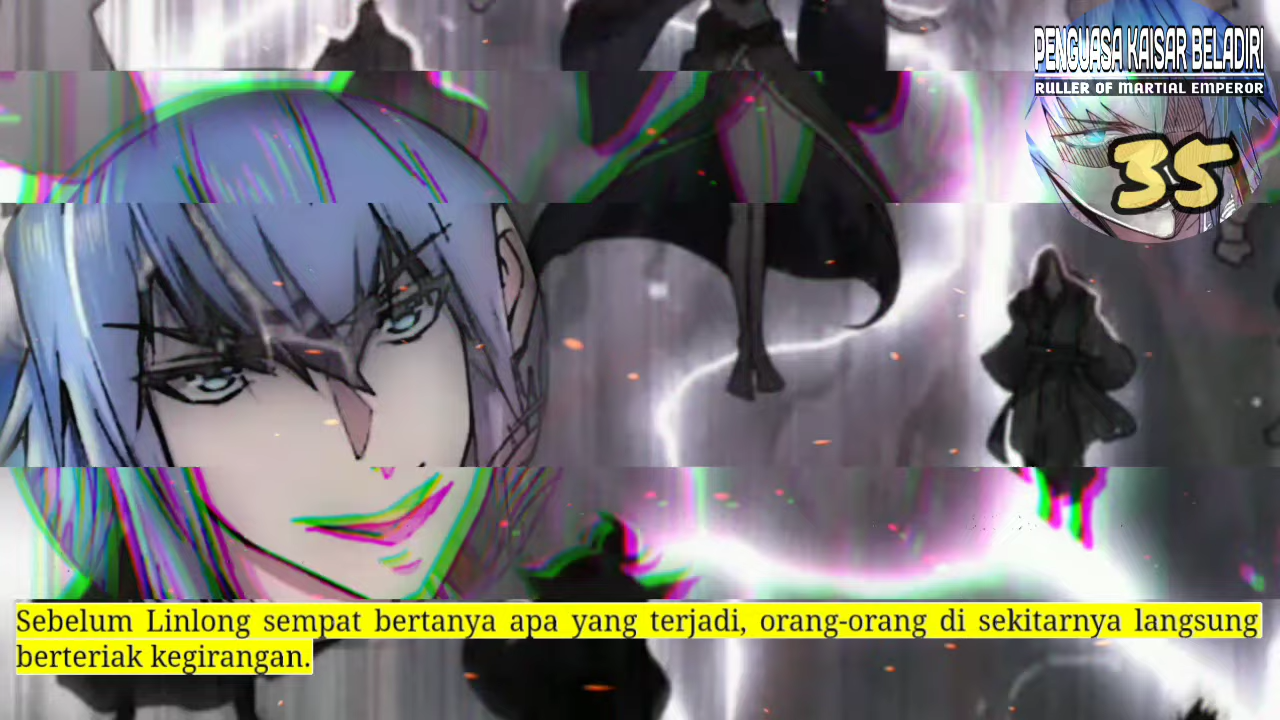 PENGUASA KAISAR BELADIRI
RULLER OF MARTIAL EMPEROR
35
Sebelum Linlong sempat bertanya apa yang terjadi, orang-orang di sekitarnya langsung
berteriak kegirangan.